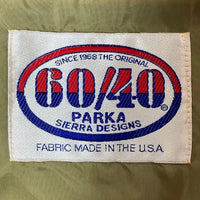 SINCE 1968 THE ORIGINAL
60/40®
PARKA
SIERRA DESIGNS
FABRIC MADE IN THE U.S.A.